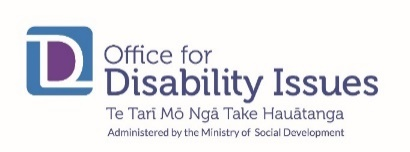 D
Office for
Disability Issues
Te Tarī Mō Ngā Take Hauātanga
Administered by the Ministry of Social Development